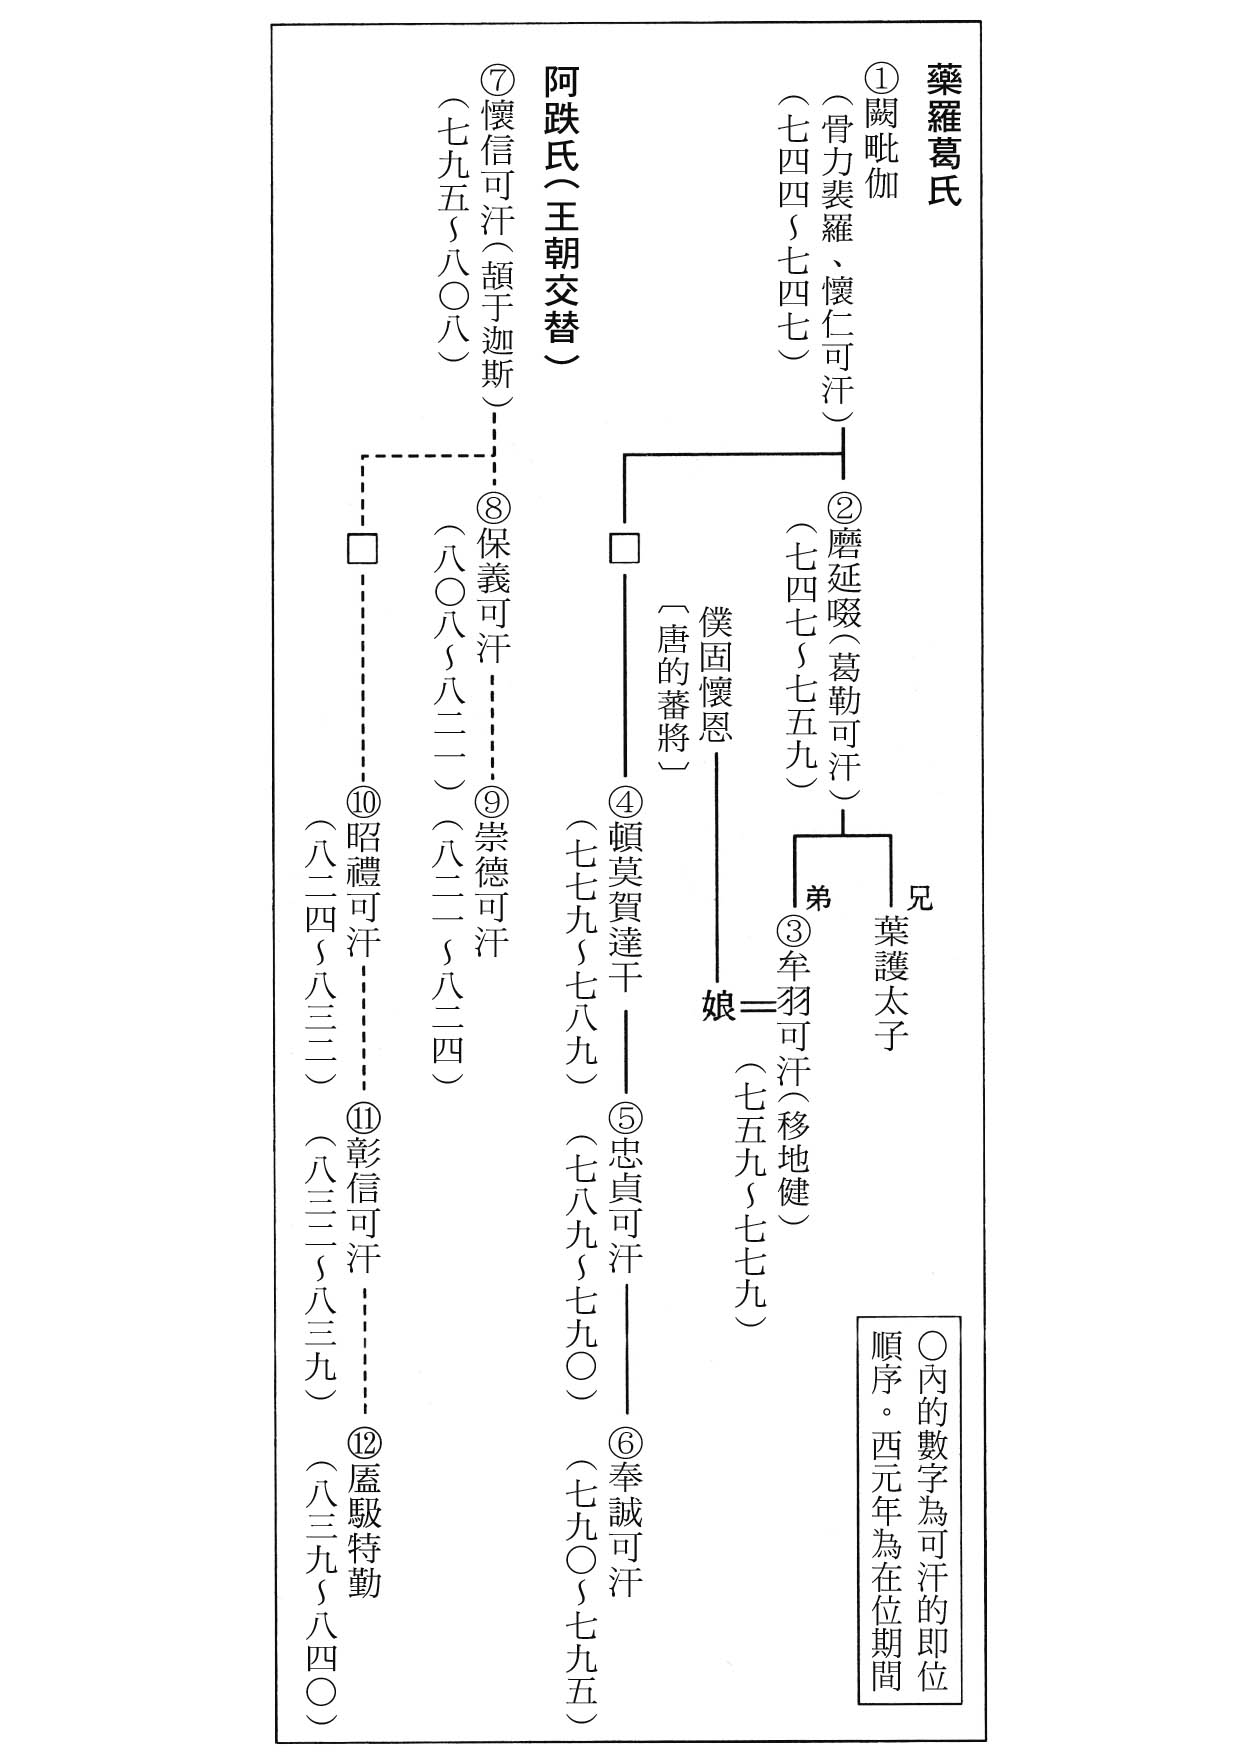 藥羅葛氏
①闕毗伽
（骨力裴羅、懷仁可汗）
（七四四～七四七）
②磨延啜（葛勒可汗）
（七四七～七五九）
兄
葉護太子
弟
③牟羽可汗（移地健）
（七五九～七七九）
僕固懷恩
〔唐的蕃將〕
娘
□
④頓莫賀達干
（七七九～七八九）
⑤忠貞可汗
（七八九～七九〇）
⑥奉誠可汗
（七九〇～七九五）
阿跌氏（王朝交替）
⑦懷信可汗（頡于迦斯）
（七九五～八〇八）
⑧保義可汗
（八〇八～八二一）
⑨崇德可汗
（八二一～八二四）
□
⑩昭禮可汗
（八二四～八三二）
⑪彰信可汗
（八三二～八三九）
⑫㕎馺特勤
（八三九～八四〇）
〇內的數字為可汗的即位
順序。西元年為在位期間